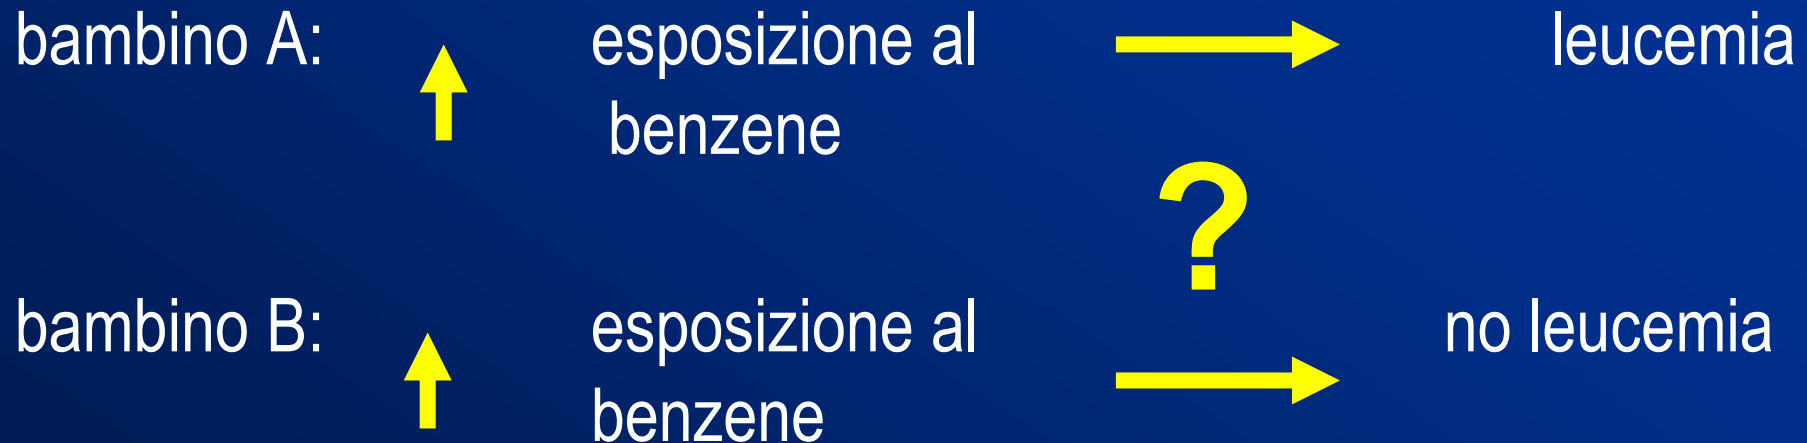 bambino A: esposizione al leucemia
benzene
?
bambino B: esposizione al no leucemia
benzene